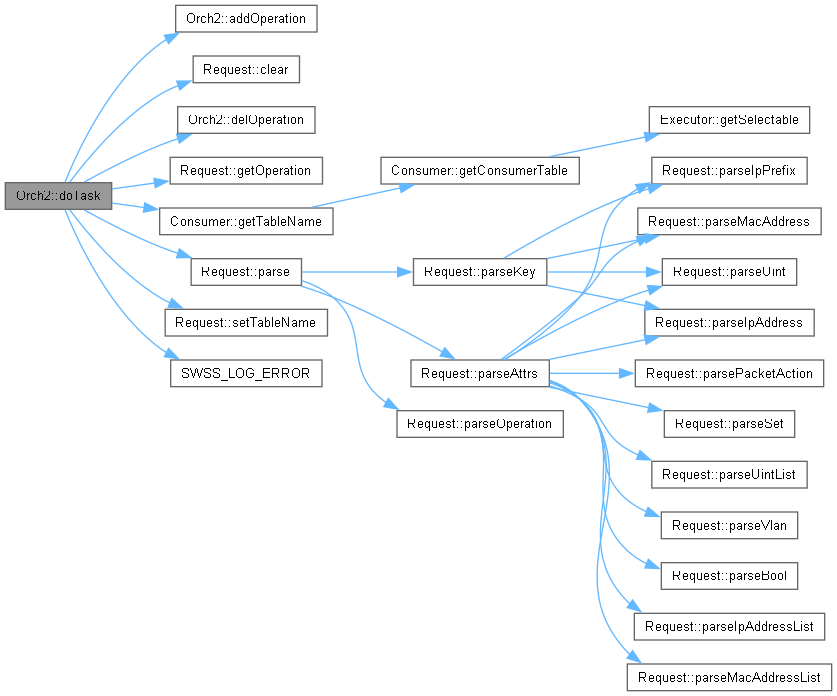 Orch2::doTask
Orch2::addOperation
Request::clear
Orch2::delOperation
Request::getOperation
Consumer::getTableName
Request::parse
Request::setTableName
SWSS_LOG_ERROR
Consumer::getConsumerTable
Request::parseKey
Request::parseAttrs
Request::parseOperation
Executor::getSelectable
Request::parseIpPrefix
Request::parseMacAddress
Request::parseUint
Request::parseIpAddress
Request::parsePacketAction
Request::parseSet
Request::parseUintList
Request::parseVlan
Request::parseBool
Request::parseIpAddressList
Request::parseMacAddressList